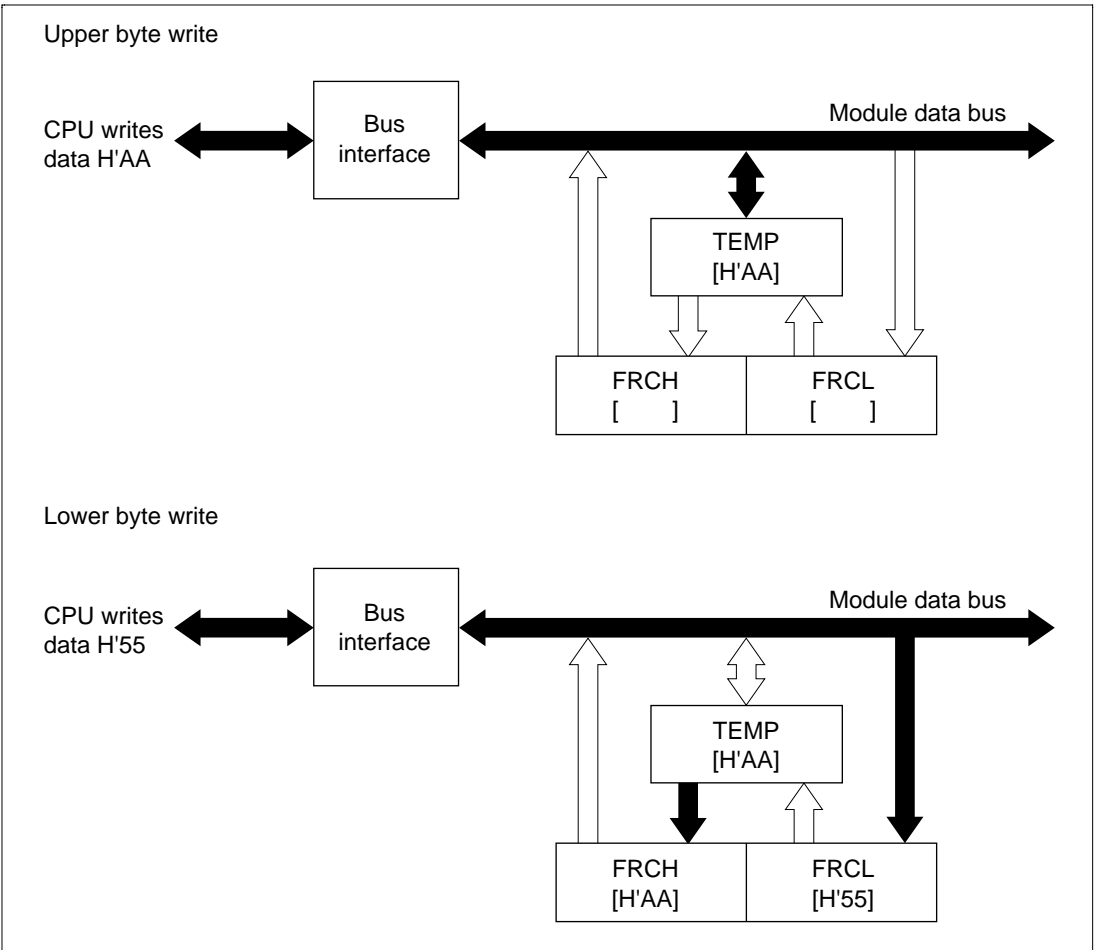 Upper byte write
CPU writes
data H'AA
Bus
interface
Module data bus
TEMP
[H'AA]
FRCH
[ ]
FRCL
[ ]
Lower byte write
CPU writes
data H'55
Bus
interface
Module data bus
TEMP
[H'AA]
FRCH
[H'AA]
FRCL
[H'55]